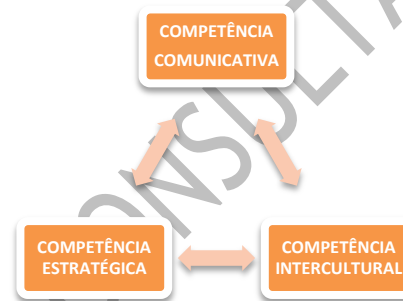 COMPETÊNCIA
COMUNICATIVA
COMPETÊNCIA
ESTRATÉGICA
COMPETÊNCIA
INTERCULTURAL